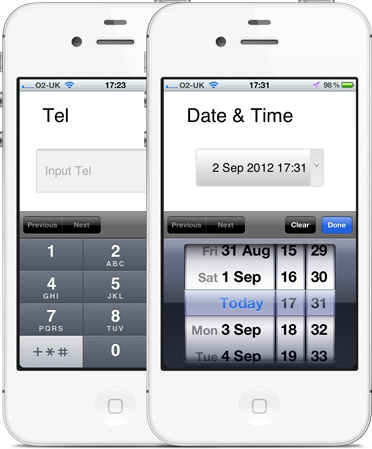 O2-UK 17:23
Tel
Input Tel
Previous Next
1 2 ABC
4 GHI 5 JKL
7 PQRS 8 TUV
+*# 0
O2-UK 17:31 98%
Date & Time
2 Sep 2012 17:31
Previous Next Clear Done
Fri 31 Aug 15 29
Sat 1 Sep 16 30
Today 17 31
Mon 3 Sep 18 32
Tue 4 Sep 19 33